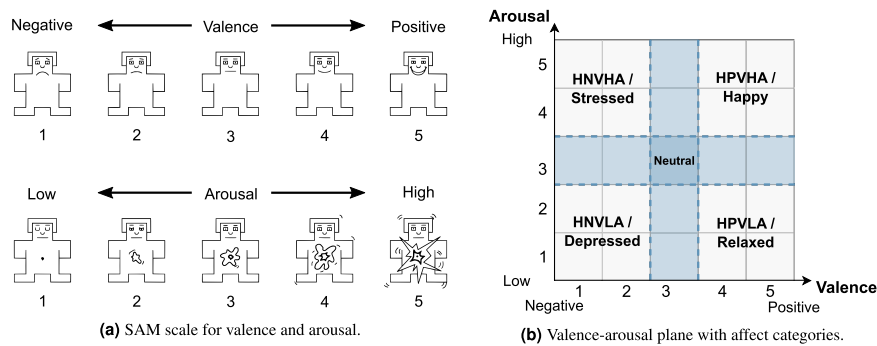 Negative Valence Positive
1 2 3 4 5
Low Arousal High
1 2 3 4 5
(a) SAM scale for valence and arousal.
Arousal
High
5
HNVHA /
Stressed
HPVHA /
Happy
4
3
Neutral
2
HNVLA /
Depressed
HPVLA /
Relaxed
1
Low
1 2 3 4 5 Valence
Negative Positive
(b) Valence-arousal plane with affect categories.